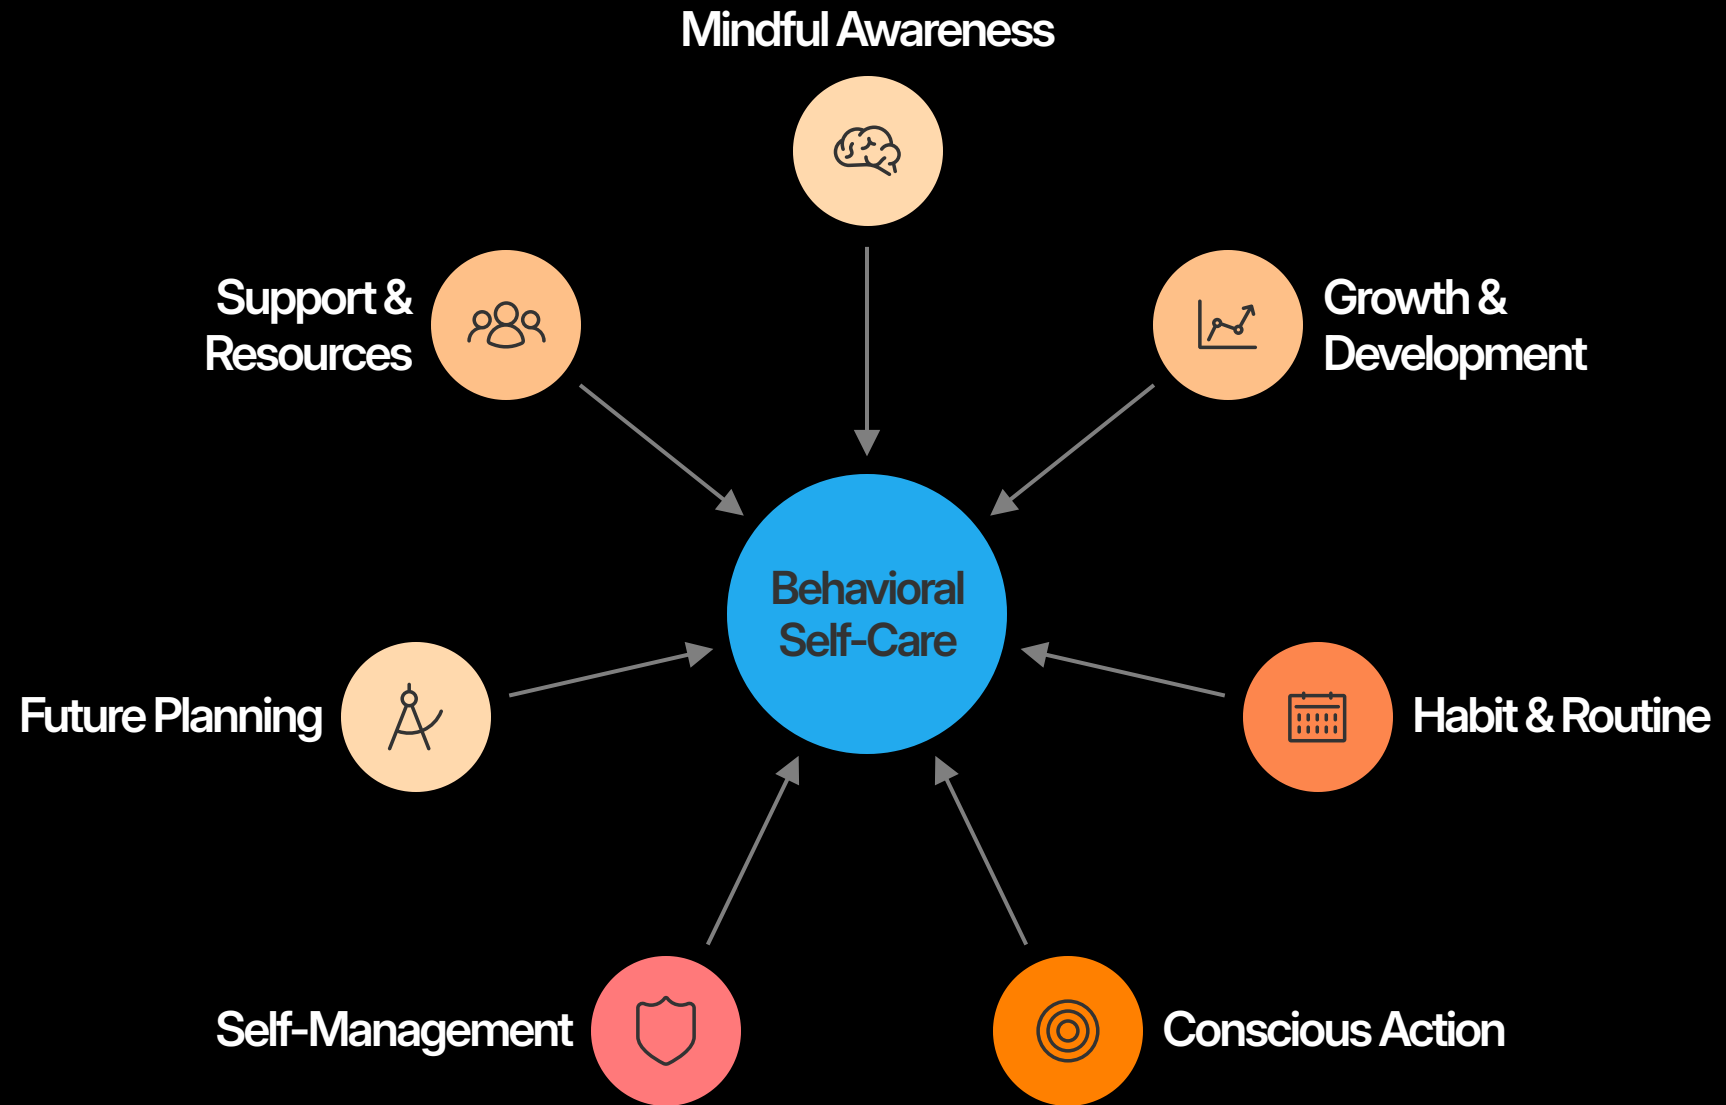 Mindful Awareness
Support &
Resources
Growth &
Development
Behavioral
Self-Care
Future Planning
Habit & Routine
Self-Management
Conscious Action